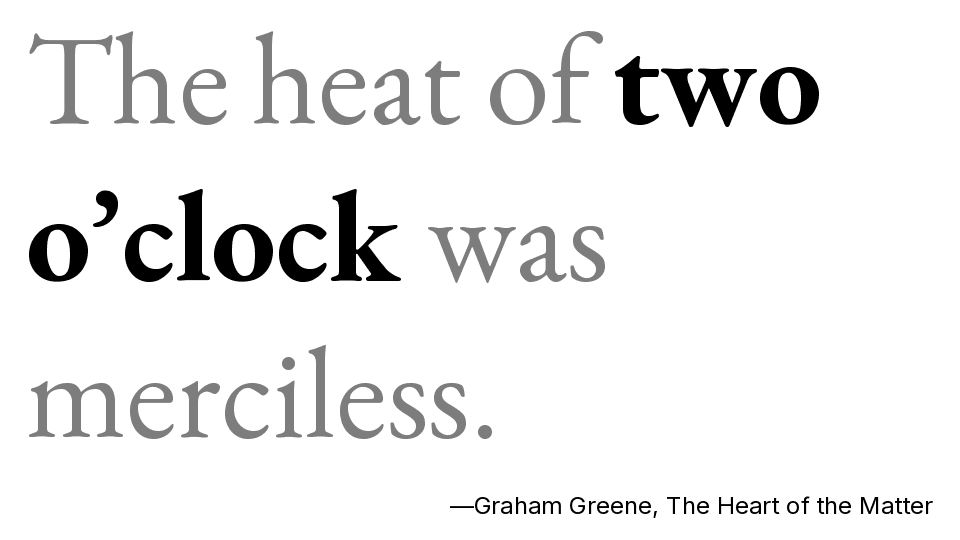 The heat of two
o’clock was
merciless.
—Graham Greene, The Heart of the Matter